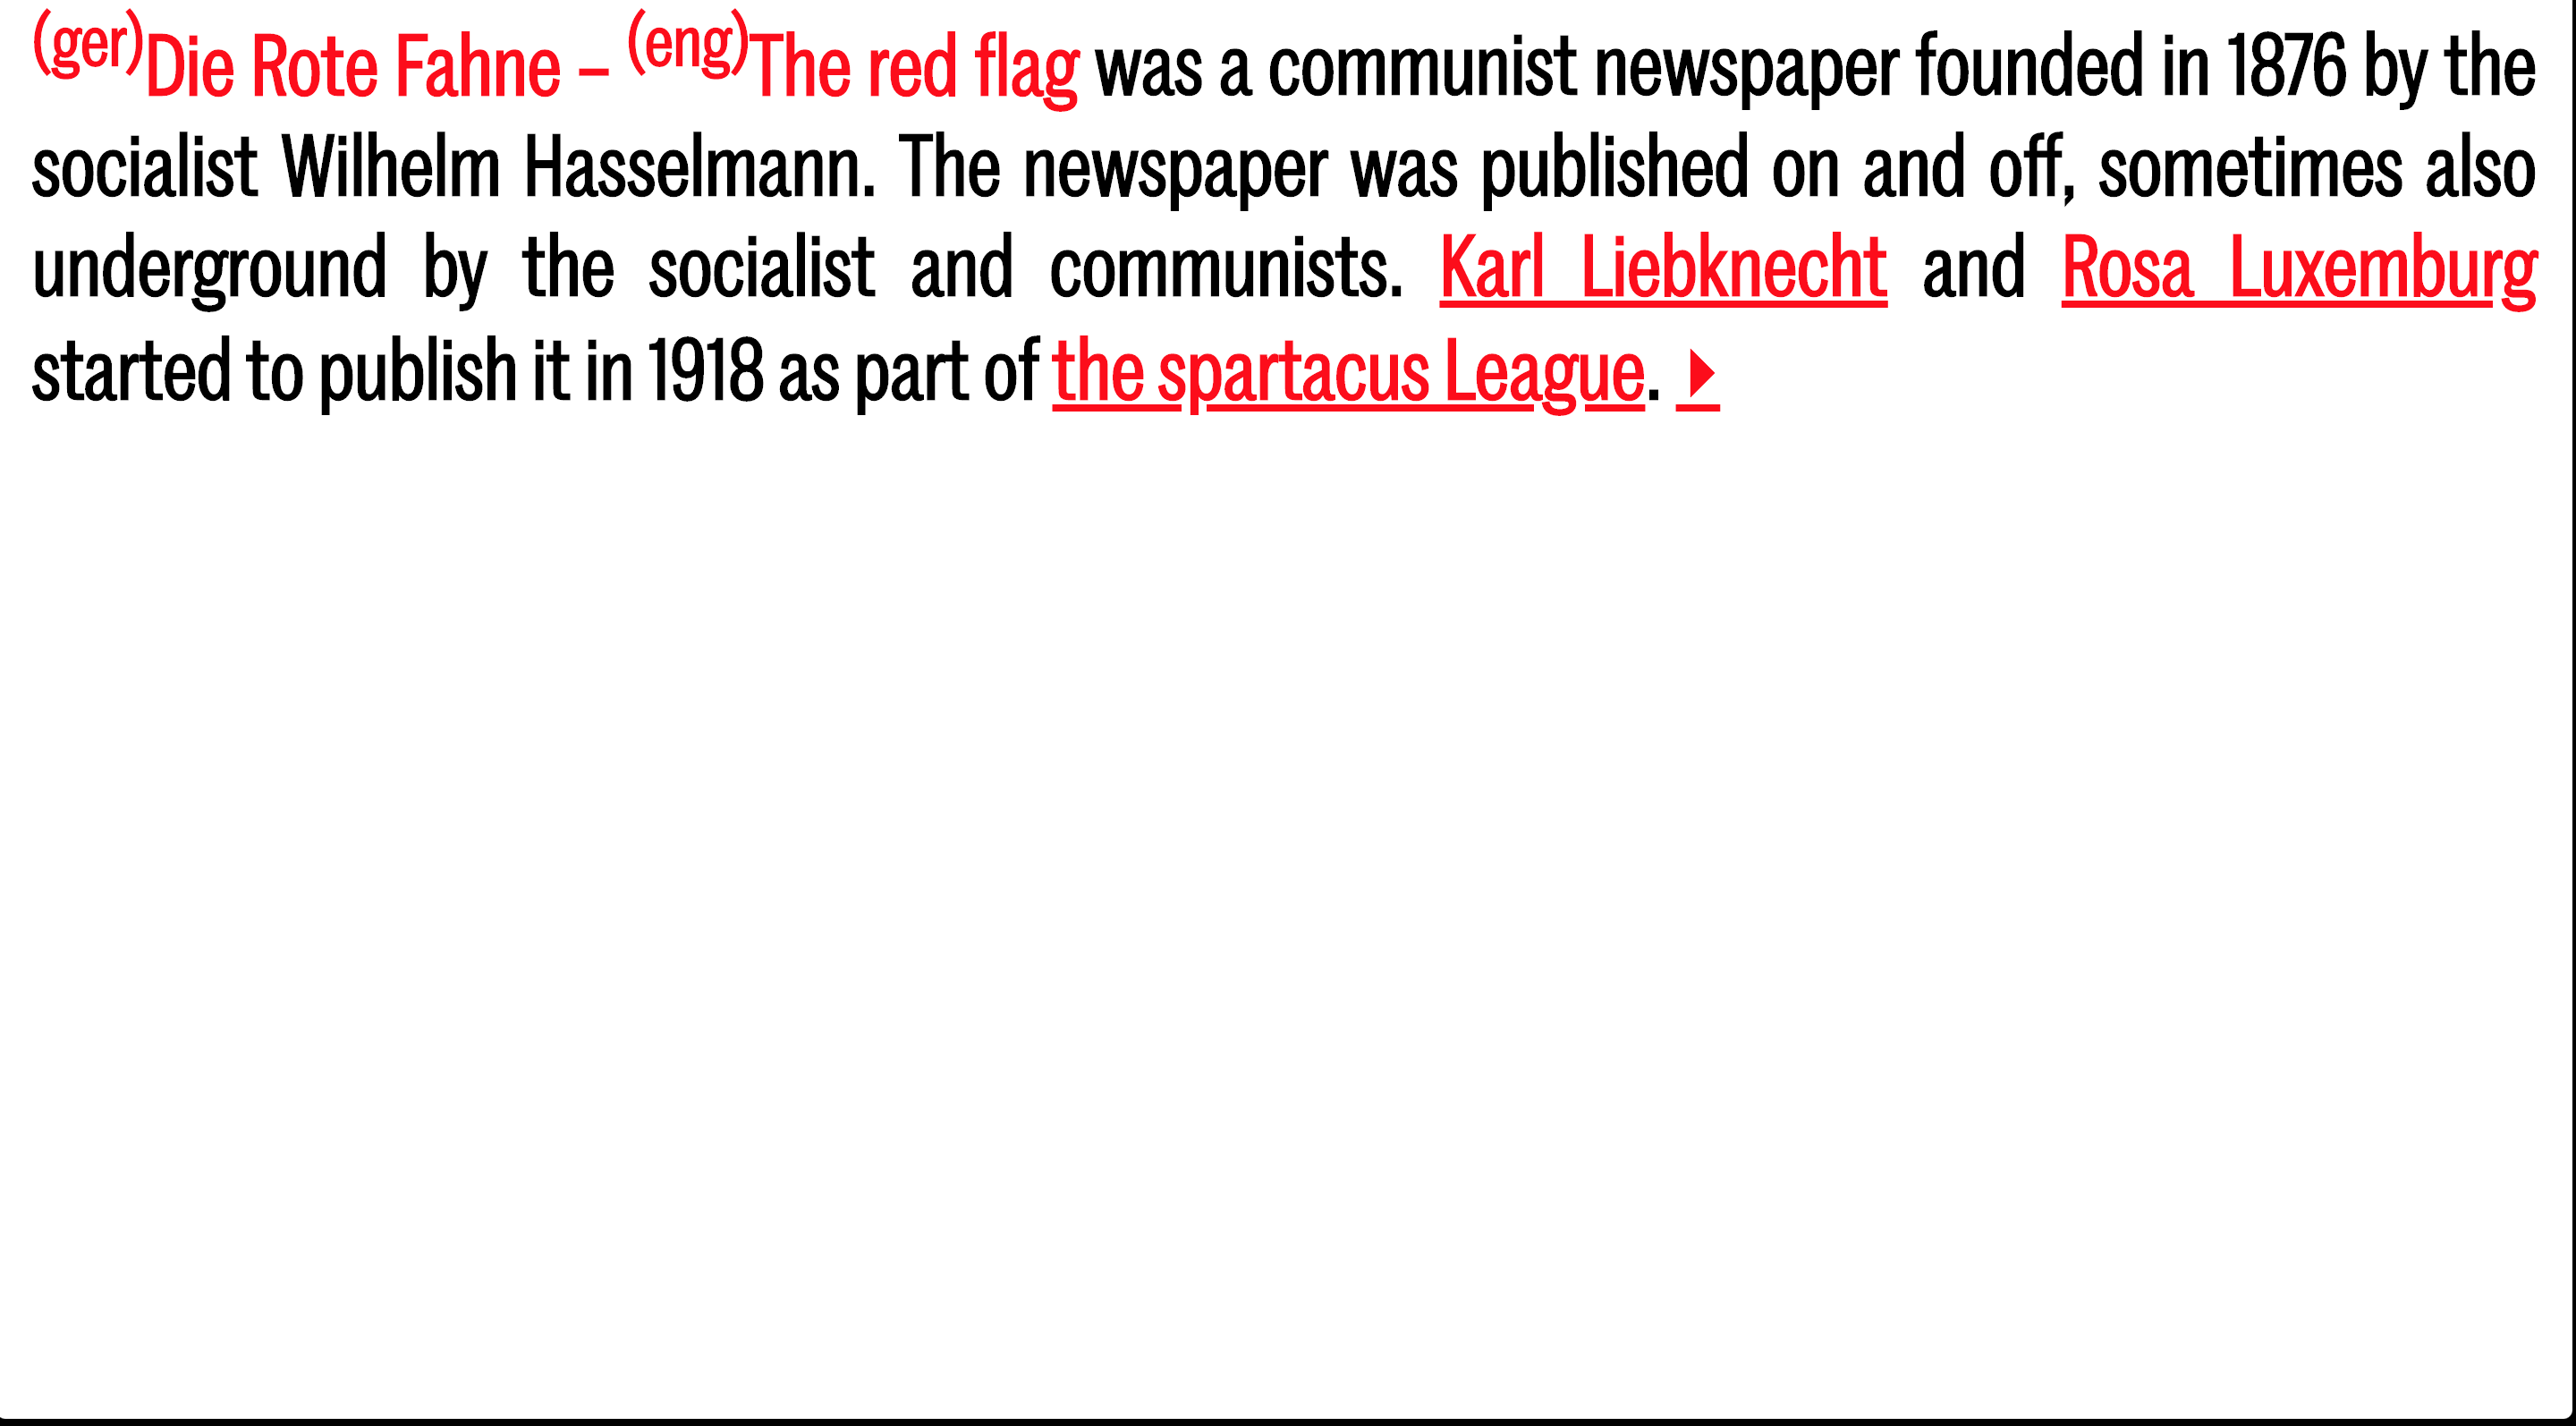 (ger)Die Rote Fahne – (eng)The red flag was a communist newspaper founded in 1876 by the
socialist Wilhelm Hasselmann. The newspaper was published on and off, sometimes also
underground by the socialist and communists. Karl Liebknecht and Rosa Luxemburg
started to publish it in 1918 as part of the spartacus League. ▶